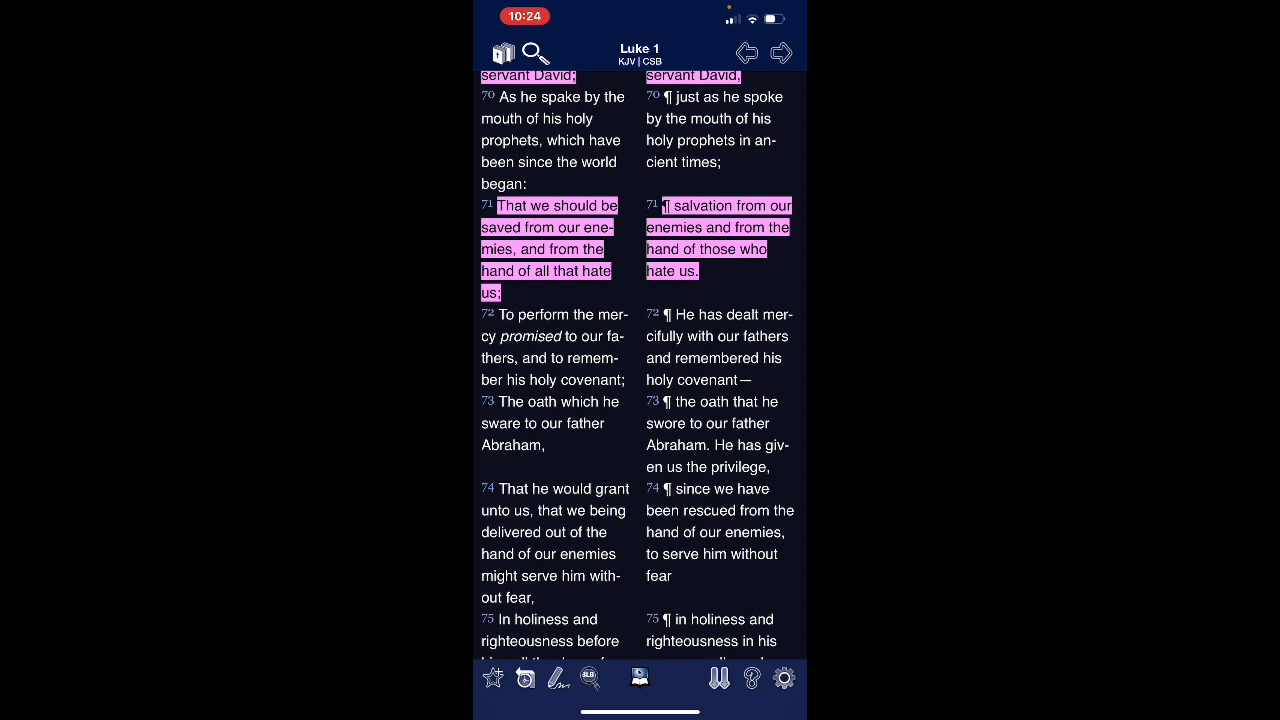 10:24
Luke 1
KJV | CSB
servant David;
70 As he spake by the
mouth of his holy
prophets, which have
been since the world
began:
71 That we should be
saved from our ene-
mies, and from the
hand of all that hate
us;
72 To perform the mer-
cy promised to our fa-
thers, and to remem-
ber his holy covenant;
73 The oath which he
sware to our father
Abraham,
74 That he would grant
unto us, that we being
delivered out of the
hand of our enemies
might serve him with-
out fear,
75 In holiness and
righteousness before
servant David,
70 ¶ just as he spoke
by the mouth of his
holy prophets in an-
cient times;
71 ¶ salvation from our
enemies and from the
hand of those who
hate us.
72 ¶ He has dealt mer-
cifully with our fathers
and remembered his
holy covenant—
73 ¶ the oath that he
swore to our father
Abraham. He has giv-
en us the privilege,
74 ¶ since we have
been rescued from the
hand of our enemies,
to serve him without
fear
75 ¶ in holiness and
righteousness in his